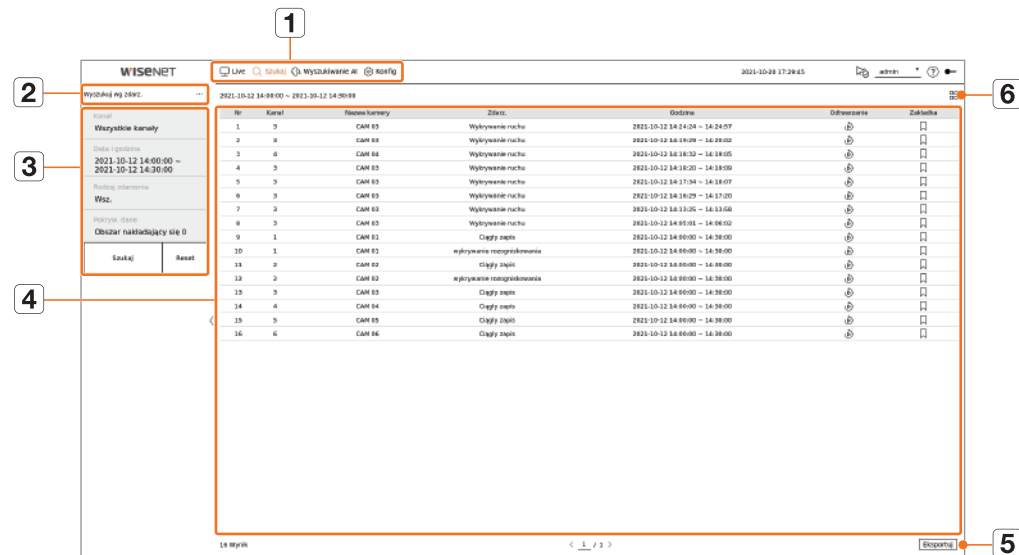 1
WISENET Live Szukaj Wyszukiwanie AI Konfig 2021-10-20 17:29:45 admin
2 Wyszukuj wg zdarz. ... 2021-10-12 14:00:00 ~ 2021-10-12 14:30:00 6
Nr Kanał Nazwa kamery Zdarz. Godzina Odtwarzanie Zakładka
3
Kanał
Wszystkie kanały
Data i godzina
2021-10-12 14:00:00 ~
2021-10-12 14:30:00
Rodzaj zdarzenia
Wsz.
Pokryw. dane
Obszar nakładający się 0
Szukaj Reset
4
1 3 CAM 03 Wykrywanie ruchu 2021-10-12 14:24:24 ~ 14:24:57
2 3 CAM 03 Wykrywanie ruchu 2021-10-12 14:19:29 ~ 14:20:02
3 4 CAM 04 Wykrywanie ruchu 2021-10-12 14:18:32 ~ 14:19:05
4 3 CAM 03 Wykrywanie ruchu 2021-10-12 14:18:20 ~ 14:19:09
5 3 CAM 03 Wykrywanie ruchu 2021-10-12 14:17:34 ~ 14:18:07
6 3 CAM 03 Wykrywanie ruchu 2021-10-12 14:16:29 ~ 14:17:20
7 3 CAM 03 Wykrywanie ruchu 2021-10-12 14:13:25 ~ 14:13:58
8 3 CAM 03 Wykrywanie ruchu 2021-10-12 14:05:01 ~ 14:06:02
9 1 CAM 01 Ciągły zapis 2021-10-12 14:00:00 ~ 14:30:00
10 1 CAM 01 wykrywanie rozogniskowania 2021-10-12 14:00:00 ~ 14:30:00
11 2 CAM 02 Ciągły zapis 2021-10-12 14:00:00 ~ 14:30:00
12 2 CAM 02 wykrywanie rozogniskowania 2021-10-12 14:00:00 ~ 14:30:00
13 3 CAM 03 Ciągły zapis 2021-10-12 14:00:00 ~ 14:30:00
14 4 CAM 04 Ciągły zapis 2021-10-12 14:00:00 ~ 14:30:00
15 5 CAM 05 Ciągły zapis 2021-10-12 14:00:00 ~ 14:30:00
16 6 CAM 06 Ciągły zapis 2021-10-12 14:00:00 ~ 14:30:00
16 Wynik < 1 / 1 > Eksportuj 5